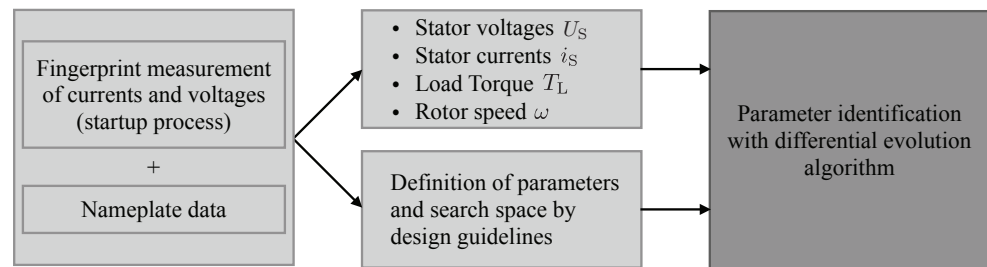 Fingerprint measurement
of currents and voltages
(startup process)
+
Nameplate data
• Stator voltages U_S
• Stator currents i_S
• Load Torque T_L
• Rotor speed ω
Definition of parameters
and search space by
design guidelines
Parameter identification
with differential evolution
algorithm